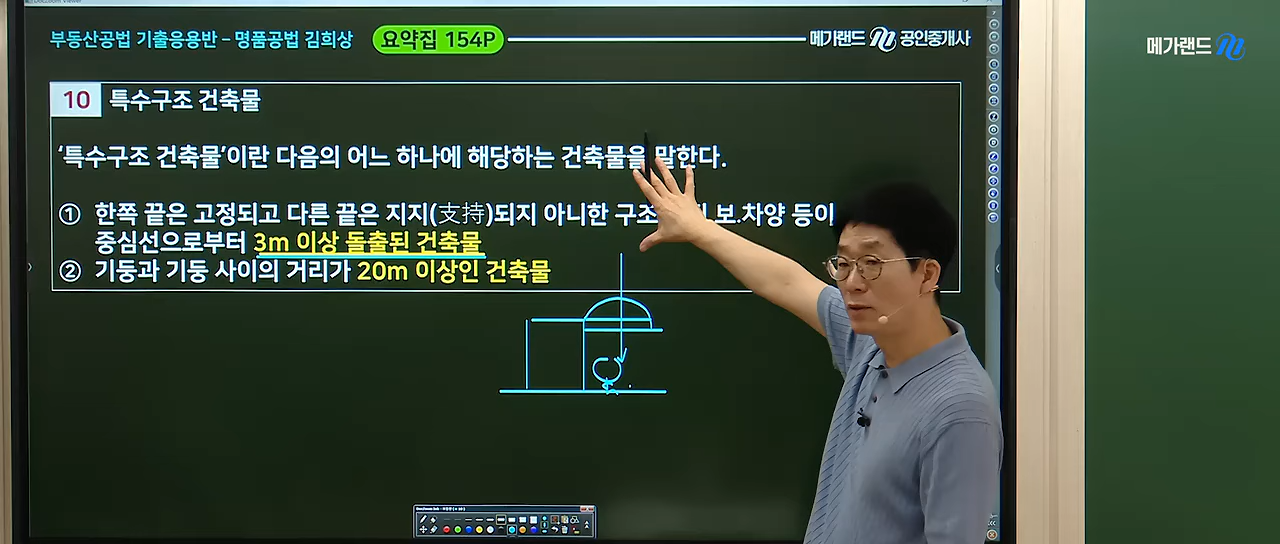 부동산공법 기출응용반 - 명품공법 김희상
요약집 154P
메가랜드 공인중개사
메가랜드
10 특수구조 건축물
'특수구조 건축물'이란 다음의 어느 하나에 해당하는 건축물을 말한다.
① 한쪽 끝은 고정되고 다른 끝은 지지(支持)되지 아니한 구조 보·차양 등이
중심선으로부터 3m 이상 돌출된 건축물
② 기둥과 기둥 사이의 거리가 20m 이상인 건축물